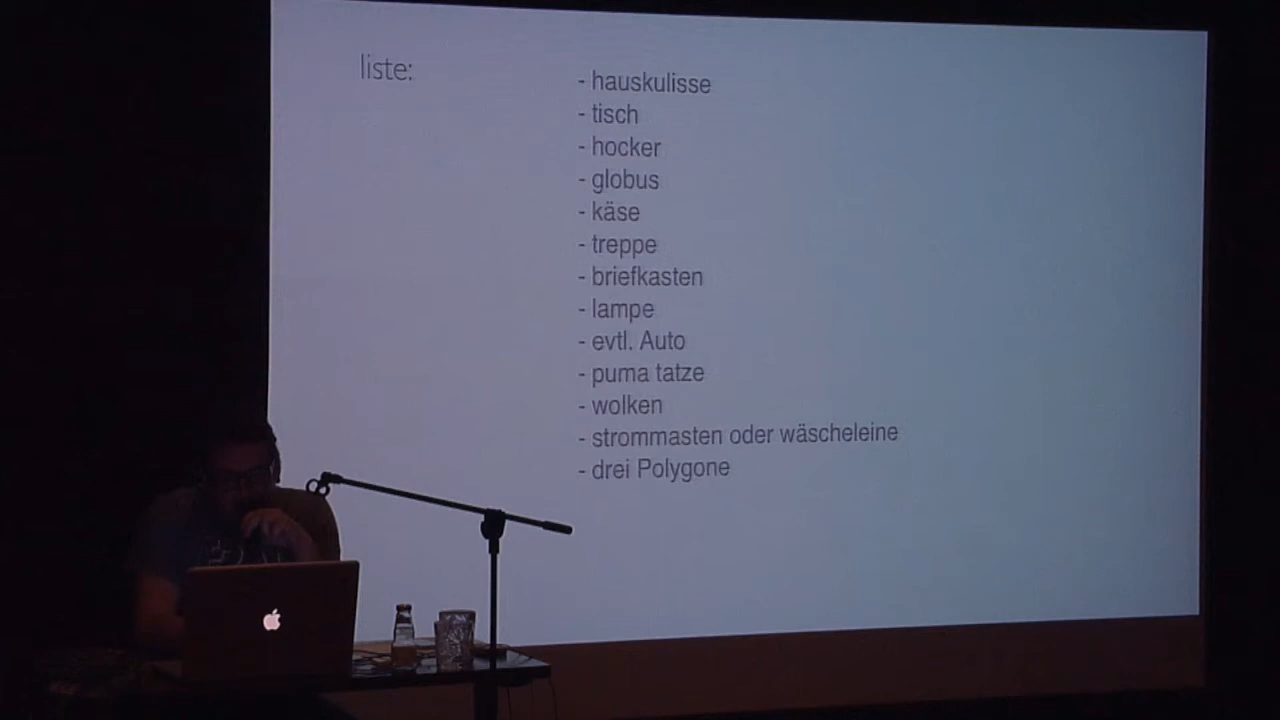 liste:
- hauskulisse
- tisch
- hocker
- globus
- käse
- treppe
- briefkasten
- lampe
- evtl. Auto
- puma tatze
- wolken
- strommasten oder wäscheleine
- drei Polygone